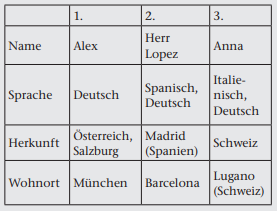 1. 2. 3.
Name Alex Herr Lopez Anna
Sprache Deutsch Spanisch, Deutsch Italie-nisch, Deutsch
Herkunft Österreich, Salzburg Madrid (Spanien) Schweiz
Wohnort München Barcelona Lugano (Schweiz)